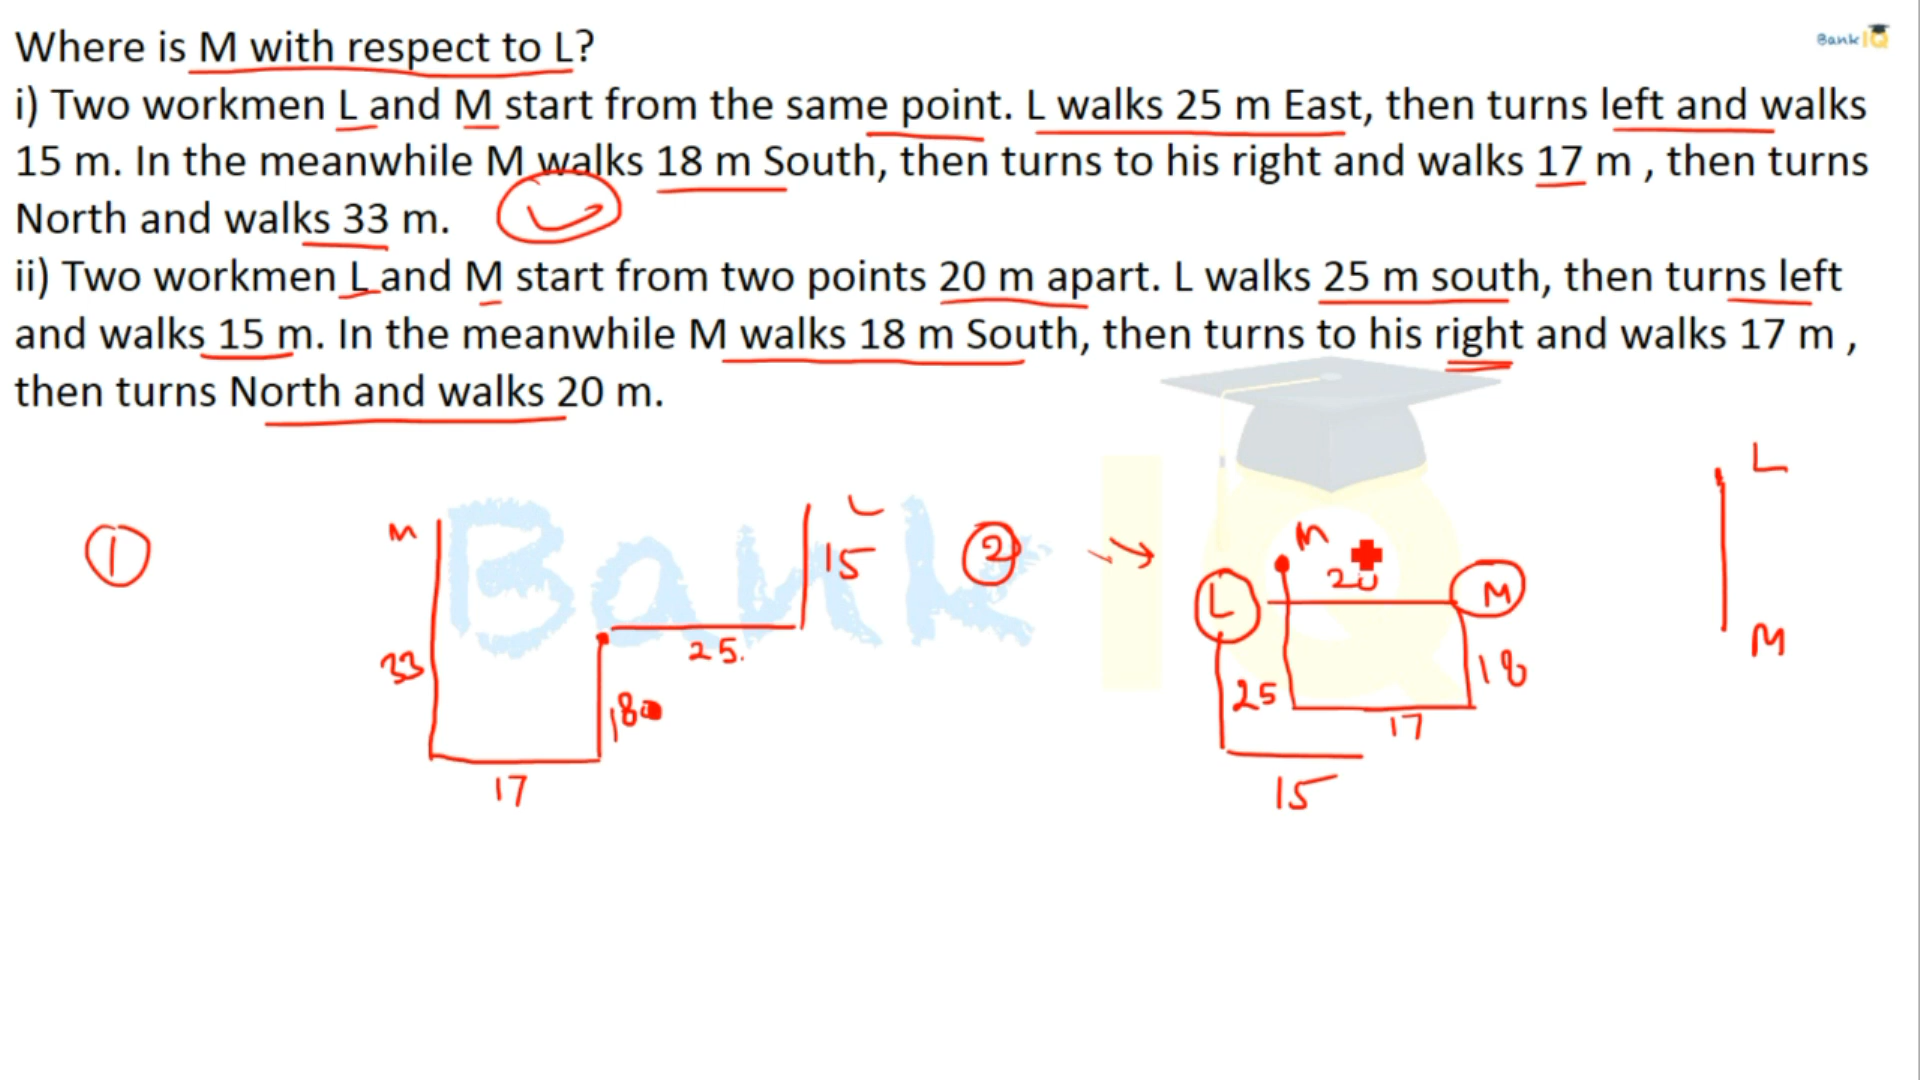 Where is M with respect to L?
Bank IQ
i) Two workmen L and M start from the same point. L walks 25 m East, then turns left and walks
15 m. In the meanwhile M walks 18 m South, then turns to his right and walks 17 m , then turns
North and walks 33 m.
ii) Two workmen L and M start from two points 20 m apart. L walks 25 m south, then turns left
and walks 15 m. In the meanwhile M walks 18 m South, then turns to his right and walks 17 m ,
then turns North and walks 20 m.
Bank IQ
1
M
L
15
33
25.
18
17
2
M
20
L
M
25
18
17
15
L
M